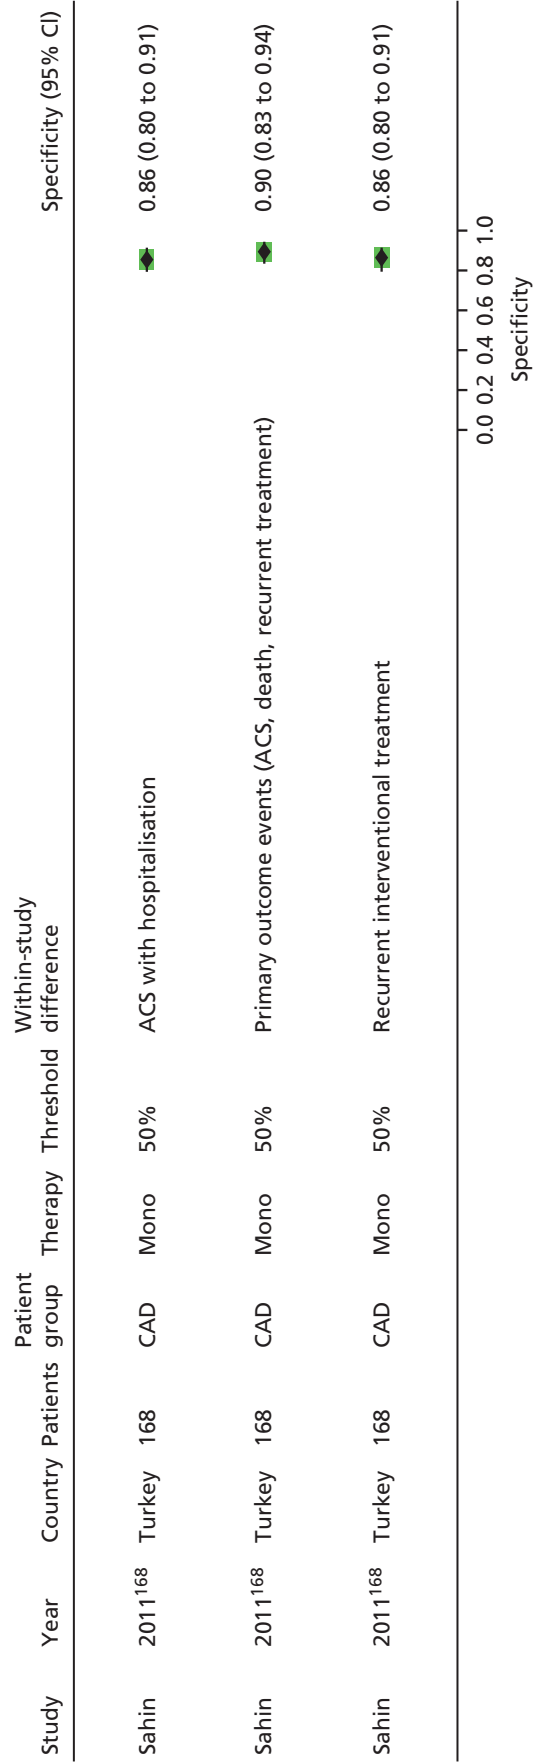 Study Year Country Patients Patient group Therapy Threshold Within-study difference Specificity (95% CI)
Sahin 2011168 Turkey 168 CAD Mono 50% ACS with hospitalisation 0.86 (0.80 to 0.91)
Sahin 2011168 Turkey 168 CAD Mono 50% Primary outcome events (ACS, death, recurrent treatment) 0.90 (0.83 to 0.94)
Sahin 2011168 Turkey 168 CAD Mono 50% Recurrent interventional treatment 0.86 (0.80 to 0.91)
0.0 0.2 0.4 0.6 0.8 1.0
Specificity